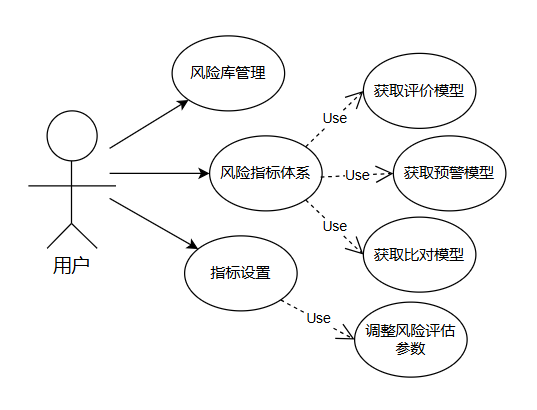 风险库管理
获取评价模型
Use
风险指标体系
Use
获取预警模型
Use
获取比对模型
用户
指标设置
Use
调整风险评估
参数